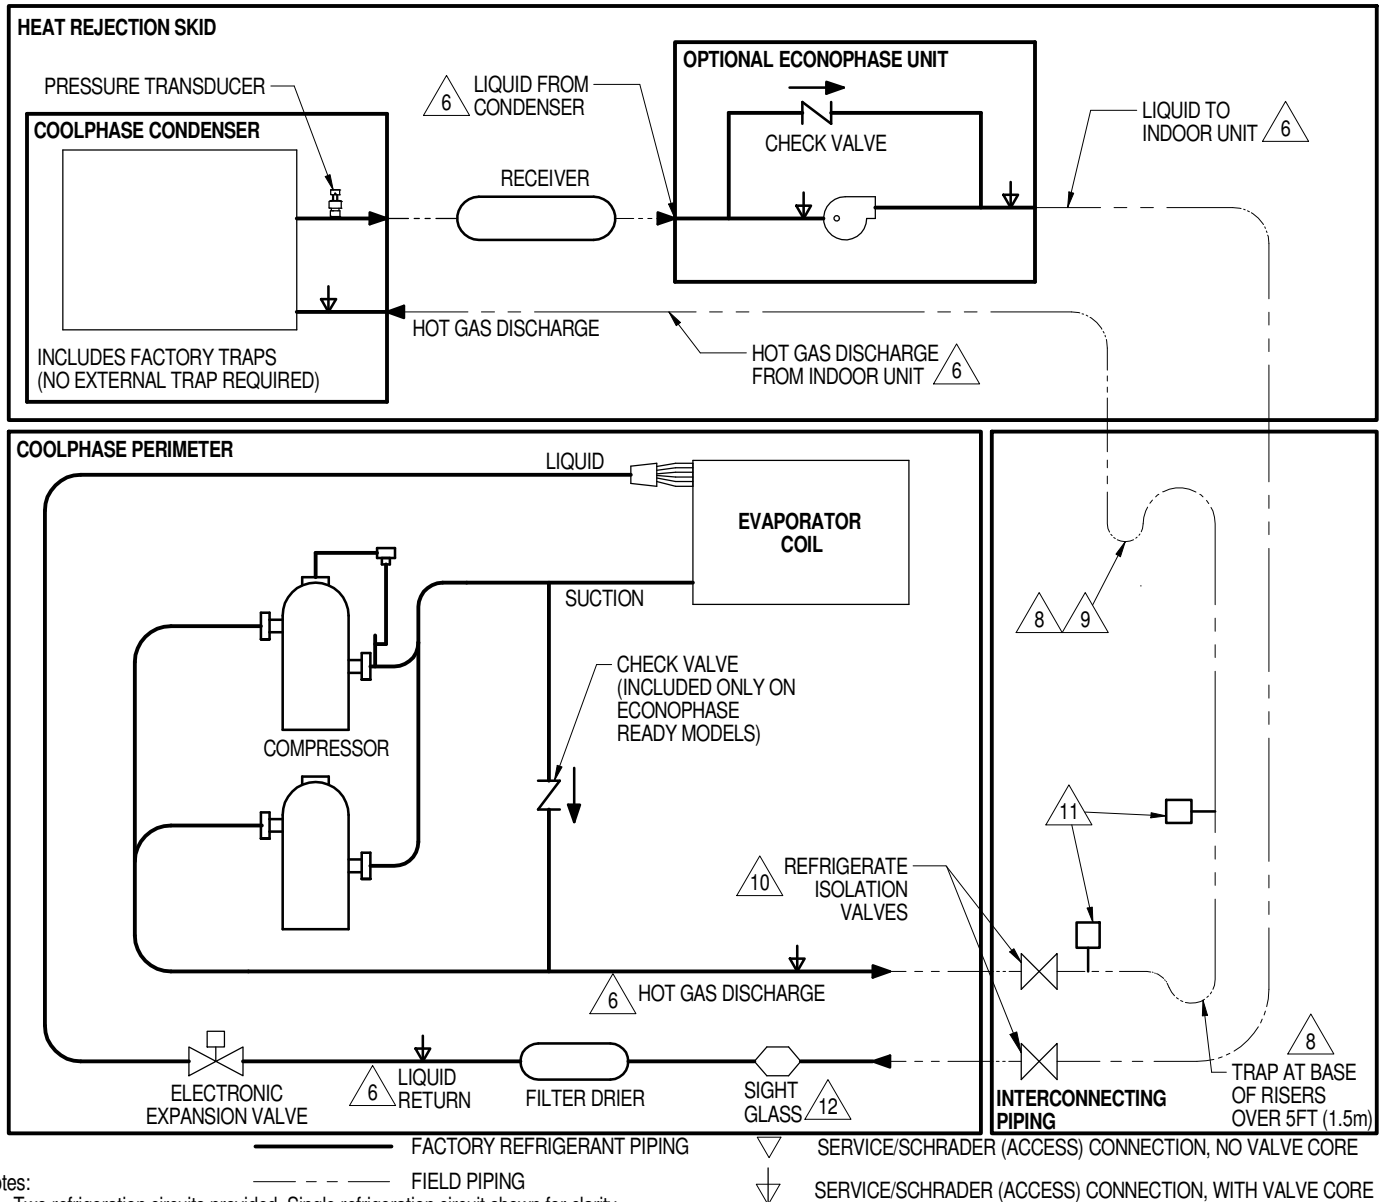 HEAT REJECTION SKID
PRESSURE TRANSDUCER
COOLPHASE CONDENSER
6
LIQUID FROM
CONDENSER
RECEIVER
OPTIONAL ECONOPHASE UNIT
CHECK VALVE
LIQUID TO
INDOOR UNIT 6
HOT GAS DISCHARGE
HOT GAS DISCHARGE
FROM INDOOR UNIT 6
INCLUDES FACTORY TRAPS
(NO EXTERNAL TRAP REQUIRED)
COOLPHASE PERIMETER
LIQUID
EVAPORATOR
COIL
SUCTION
COMPRESSOR
CHECK VALVE
(INCLUDED ONLY ON
ECONOPHASE
READY MODELS)
8 9
11
10
REFRIGERATE
ISOLATION
VALVES
6 HOT GAS DISCHARGE
ELECTRONIC
EXPANSION VALVE
6
LIQUID
RETURN
FILTER DRIER
SIGHT
GLASS 12
INTERCONNECTING
PIPING
8
TRAP AT BASE
OF RISERS
OVER 5FT (1.5m)
FACTORY REFRIGERANT PIPING
FIELD PIPING
SERVICE/SCHRADER (ACCESS) CONNECTION, NO VALVE CORE
SERVICE/SCHRADER (ACCESS) CONNECTION, WITH VALVE CORE
otes: